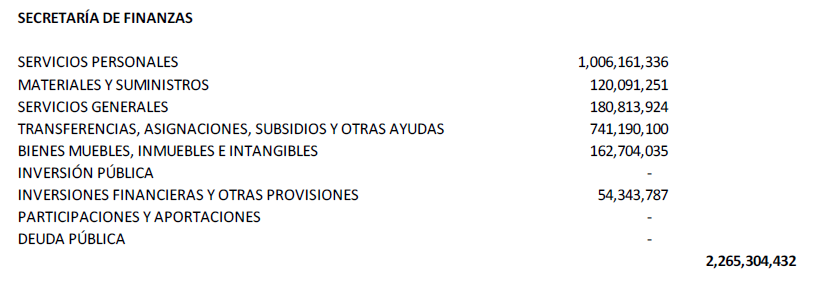 SECRETARÍA DE FINANZAS
SERVICIOS PERSONALES 1,006,161,336
MATERIALES Y SUMINISTROS 120,091,251
SERVICIOS GENERALES 180,813,924
TRANSFERENCIAS, ASIGNACIONES, SUBSIDIOS Y OTRAS AYUDAS 741,190,100
BIENES MUEBLES, INMUEBLES E INTANGIBLES 162,704,035
INVERSIÓN PÚBLICA -
INVERSIONES FINANCIERAS Y OTRAS PROVISIONES 54,343,787
PARTICIPACIONES Y APORTACIONES -
DEUDA PÚBLICA -
2,265,304,432